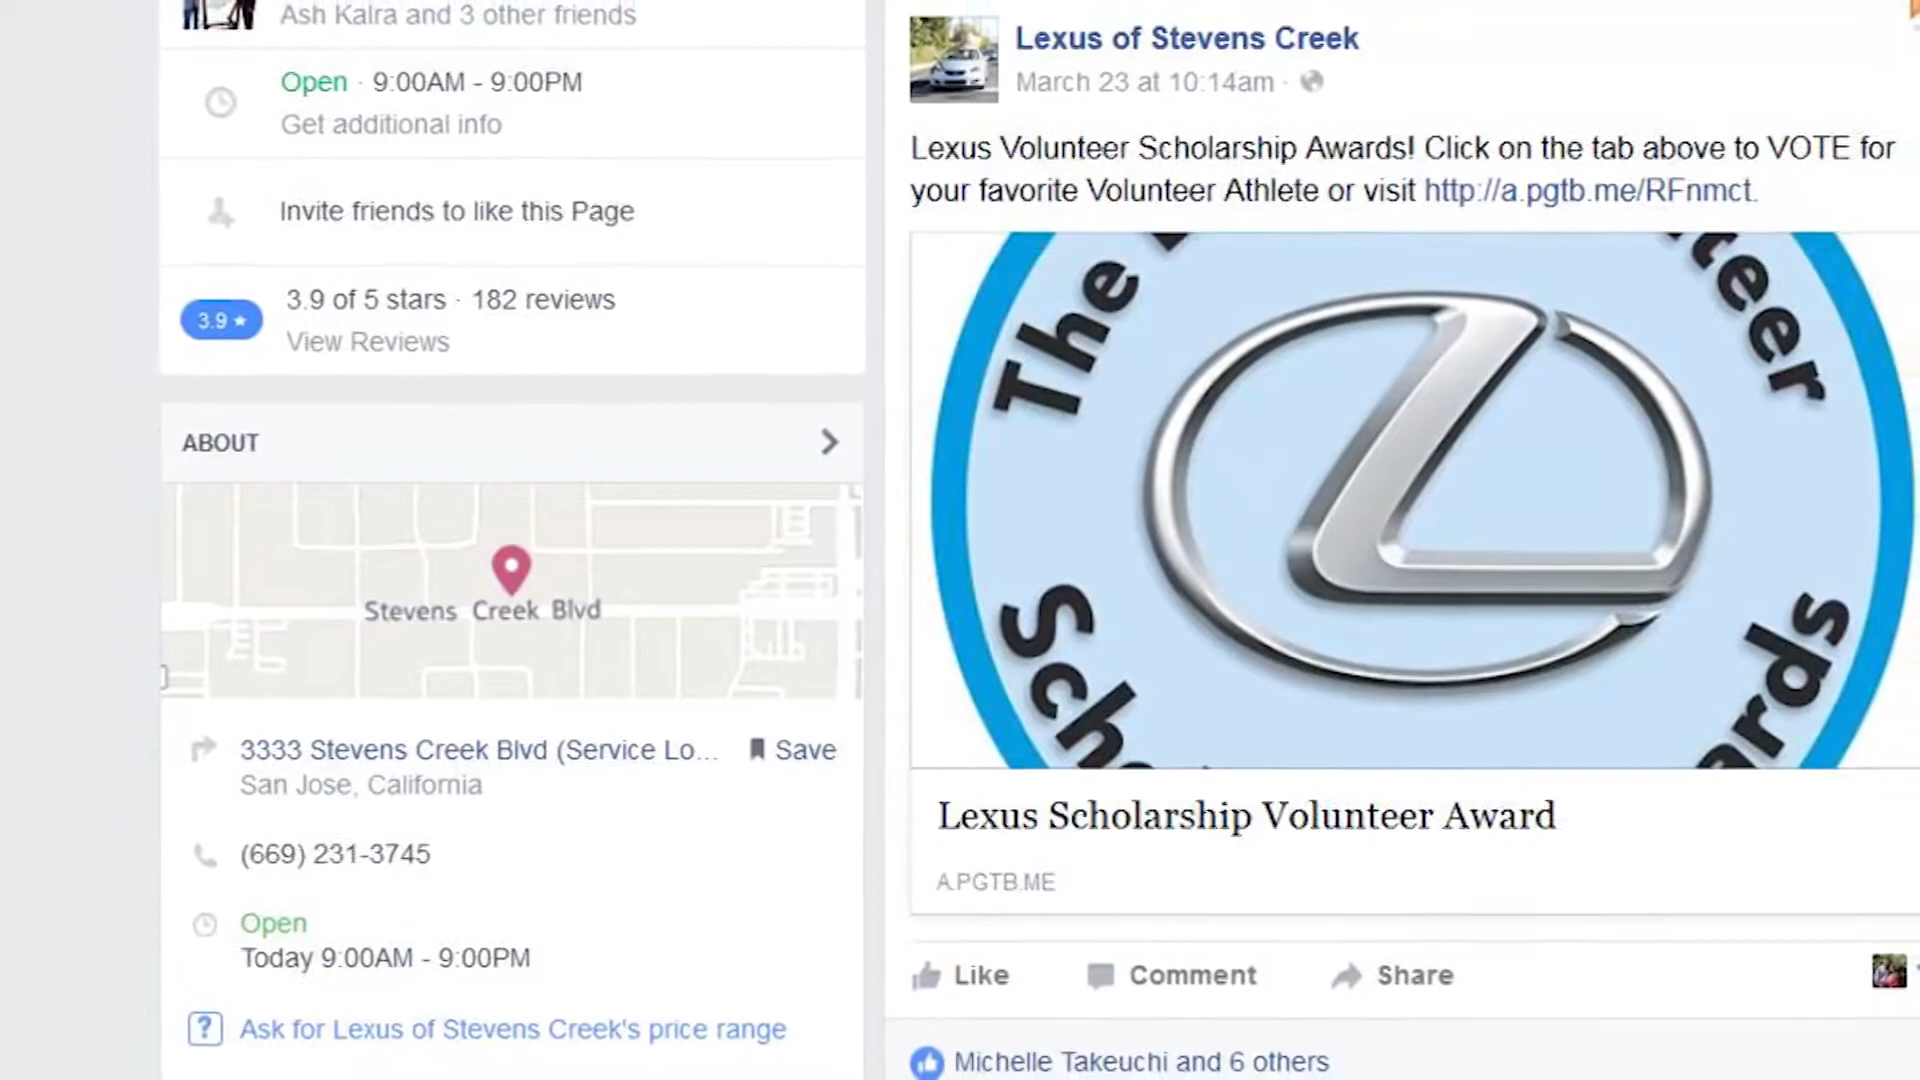 Ash Kalra and 3 other friends
Open · 9:00AM - 9:00PM
Get additional info
Invite friends to like this Page
3.9 ★
3.9 of 5 stars · 182 reviews
View Reviews
ABOUT
Stevens Creek Blvd
3333 Stevens Creek Blvd (Service Lo...
Save
San Jose, California
(669) 231-3745
Open
Today 9:00AM - 9:00PM
? Ask for Lexus of Stevens Creek's price range
Lexus of Stevens Creek
March 23 at 10:14am ·
Lexus Volunteer Scholarship Awards! Click on the tab above to VOTE for
your favorite Volunteer Athlete or visit http://a.pgtb.me/RFnmct.
The
Lexus Scholarship Volunteer Award
A.PGTB.ME
Like Comment Share
Michelle Takeuchi and 6 others